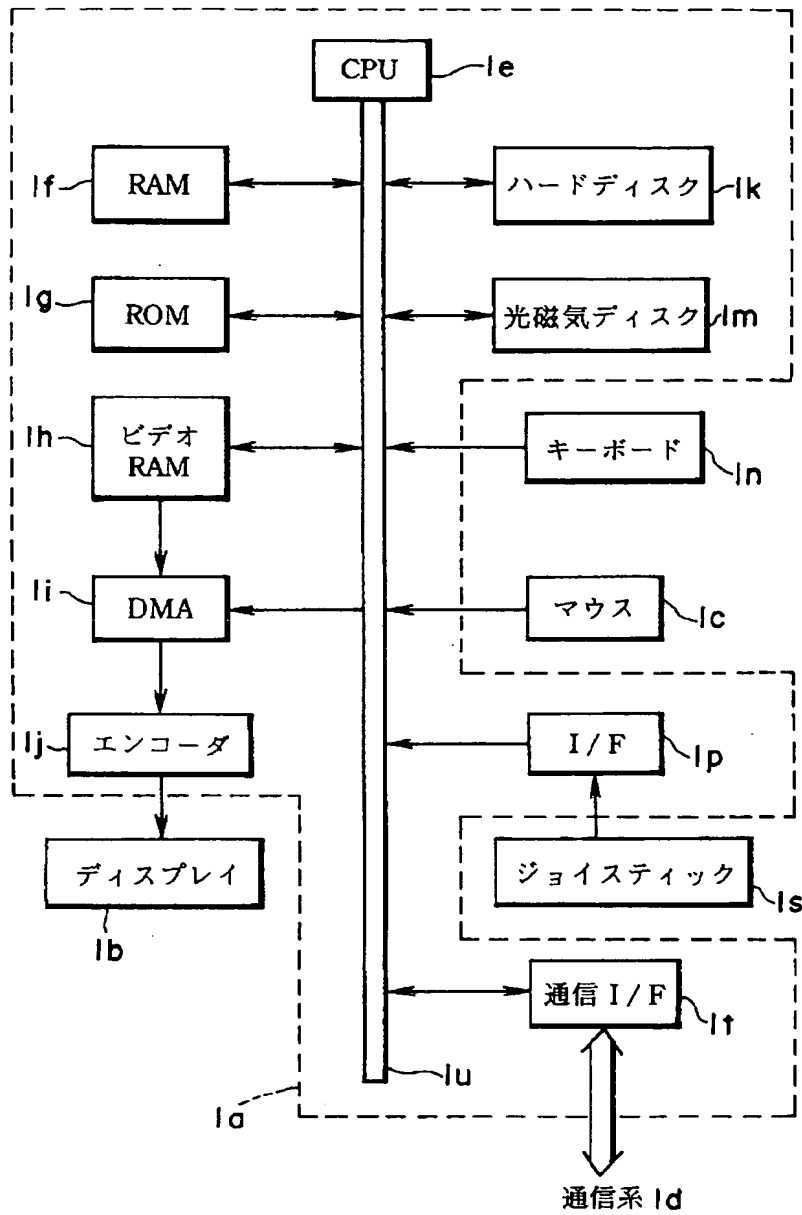 CPU
1e
1f
RAM
ハードディスク
1k
1g
ROM
光磁気ディスク
1m
1h
ビデオ
RAM
キーボード
1n
1i
DMA
マウス
1c
1j
エンコーダ
I/F
1p
ディスプレイ
1b
ジョイスティック
1s
通信 I/F
1t
1u
1a
通信系 1d